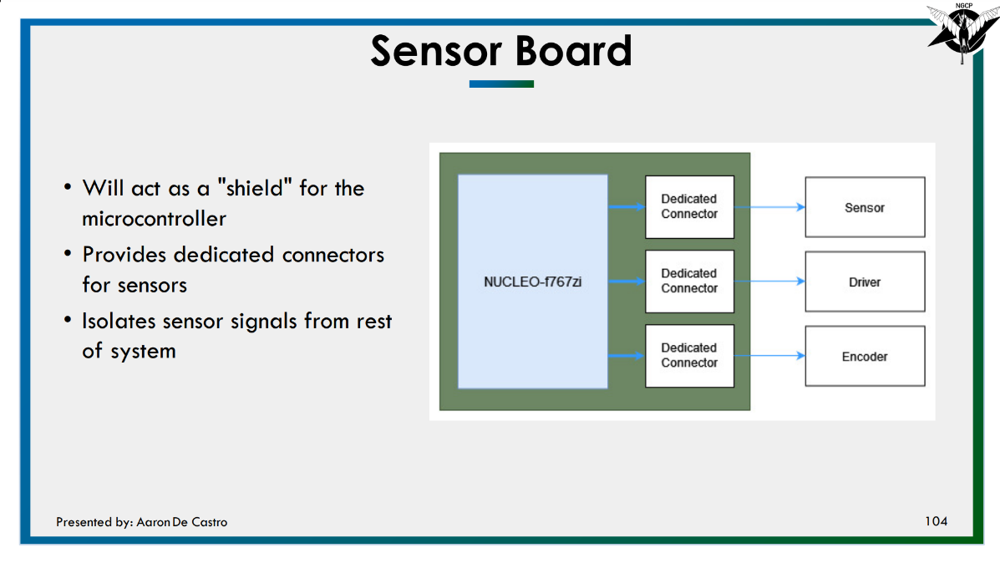 NGCP
Sensor Board
• Will act as a "shield" for the
microcontroller
• Provides dedicated connectors
for sensors
• Isolates sensor signals from rest
of system
NUCLEO-f767zi
Dedicated
Connector
Sensor
Dedicated
Connector
Driver
Dedicated
Connector
Encoder
Presented by: Aaron De Castro
104